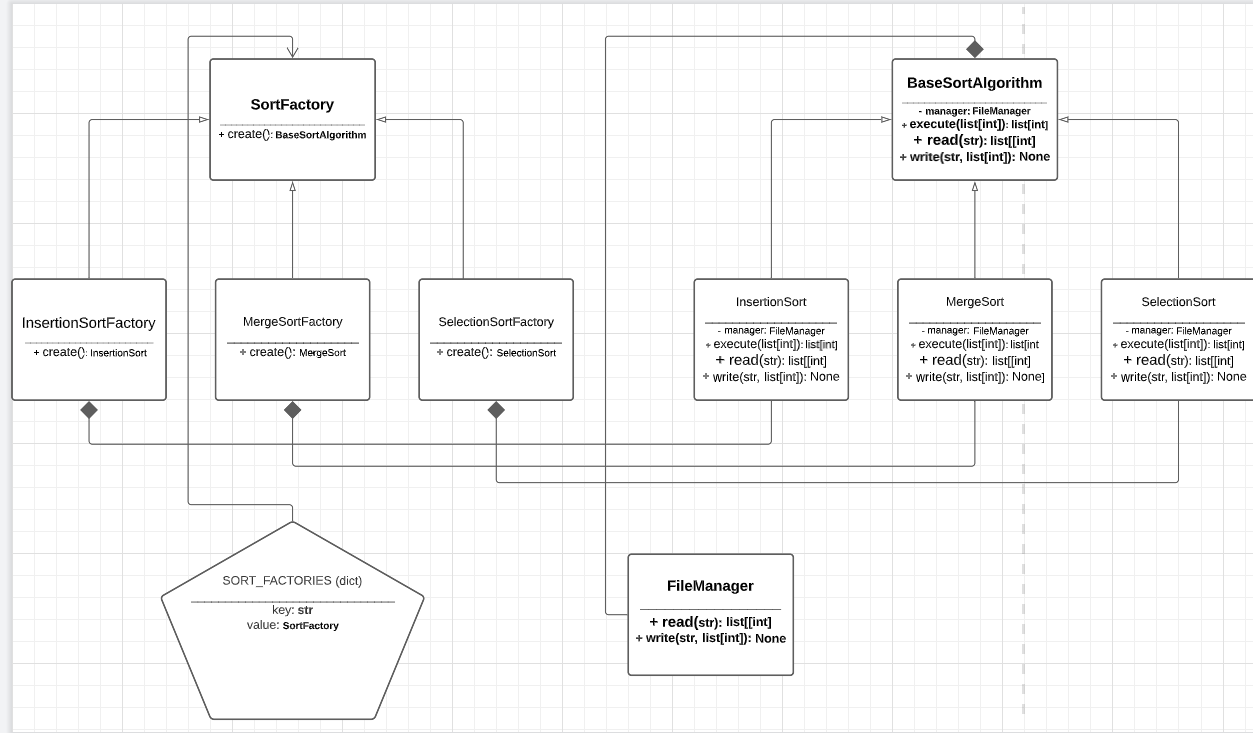 SortFactory
+ create(): BaseSortAlgorithm
BaseSortAlgorithm
- manager: FileManager
+ execute(list[int]): list[int]
+ read(str): list[[int]
+ write(str, list[int]): None
InsertionSortFactory
+ create(): InsertionSort
MergeSortFactory
+ create(): MergeSort
SelectionSortFactory
+ create(): SelectionSort
InsertionSort
- manager: FileManager
+ execute(list[int]): list[int]
+ read(str): list[[int]
+ write(str, list[int]): None
MergeSort
- manager: FileManager
+ execute(list[int]): list[int
+ read(str): list[[int]
+ write(str, list[int]): None]
SelectionSort
- manager: FileManager
+ execute(list[int]): list[int]
+ read(str): list[[int]
+ write(str, list[int]): None
SORT_FACTORIES (dict)
key: str
value: SortFactory
FileManager
+ read(str): list[[int]
+ write(str, list[int]): None